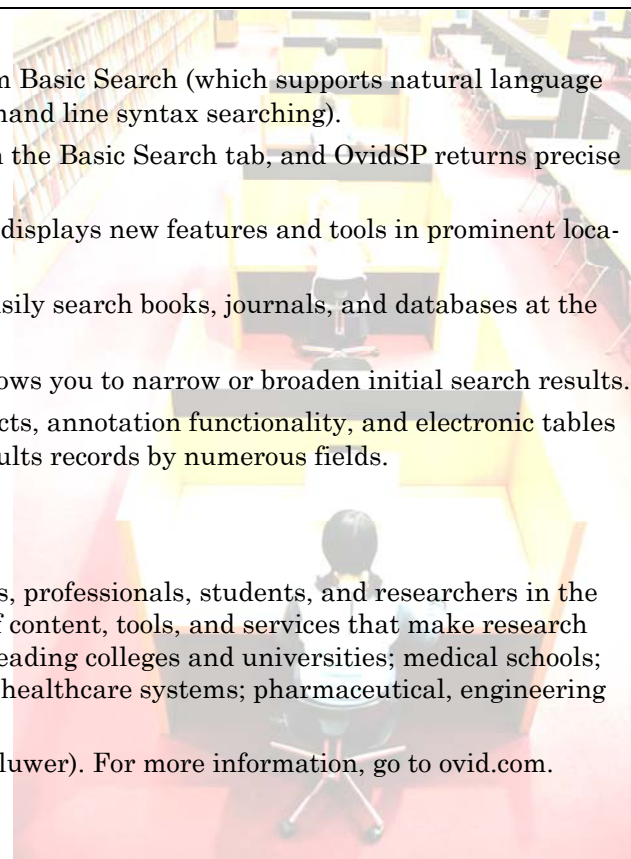 m Basic Search (which supports natural language
mand line syntax searching).
n the Basic Search tab, and OvidSP returns precise
displays new features and tools in prominent loca-
sily search books, journals, and databases at the
lows you to narrow or broaden initial search results.
cts, annotation functionality, and electronic tables
ults records by numerous fields.
s, professionals, students, and researchers in the
f content, tools, and services that make research
eading colleges and universities; medical schools;
healthcare systems; pharmaceutical, engineering
luwer). For more information, go to ovid.com.